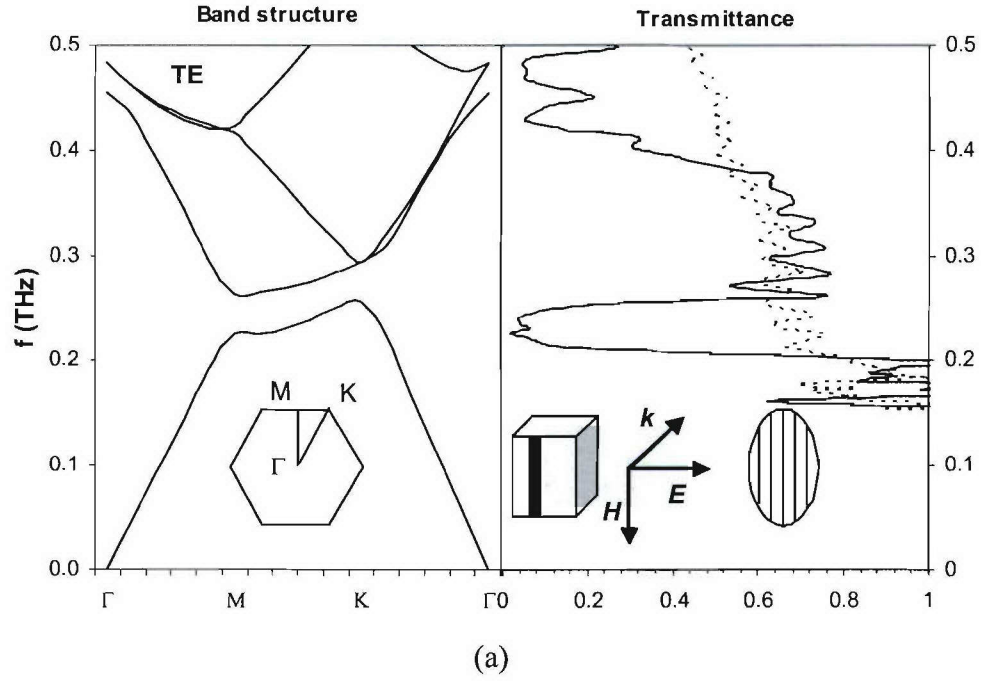 Band structure
Transmittance
0.5
TE
0.5
0.4
0.4
0.3
0.3
f (THz)
0.2
0.2
M
K
Γ
k
E
H
0.1
0.1
0.0
0
Γ
M
K
Γ
0
0.2
0.4
0.6
0.8
1
(a)